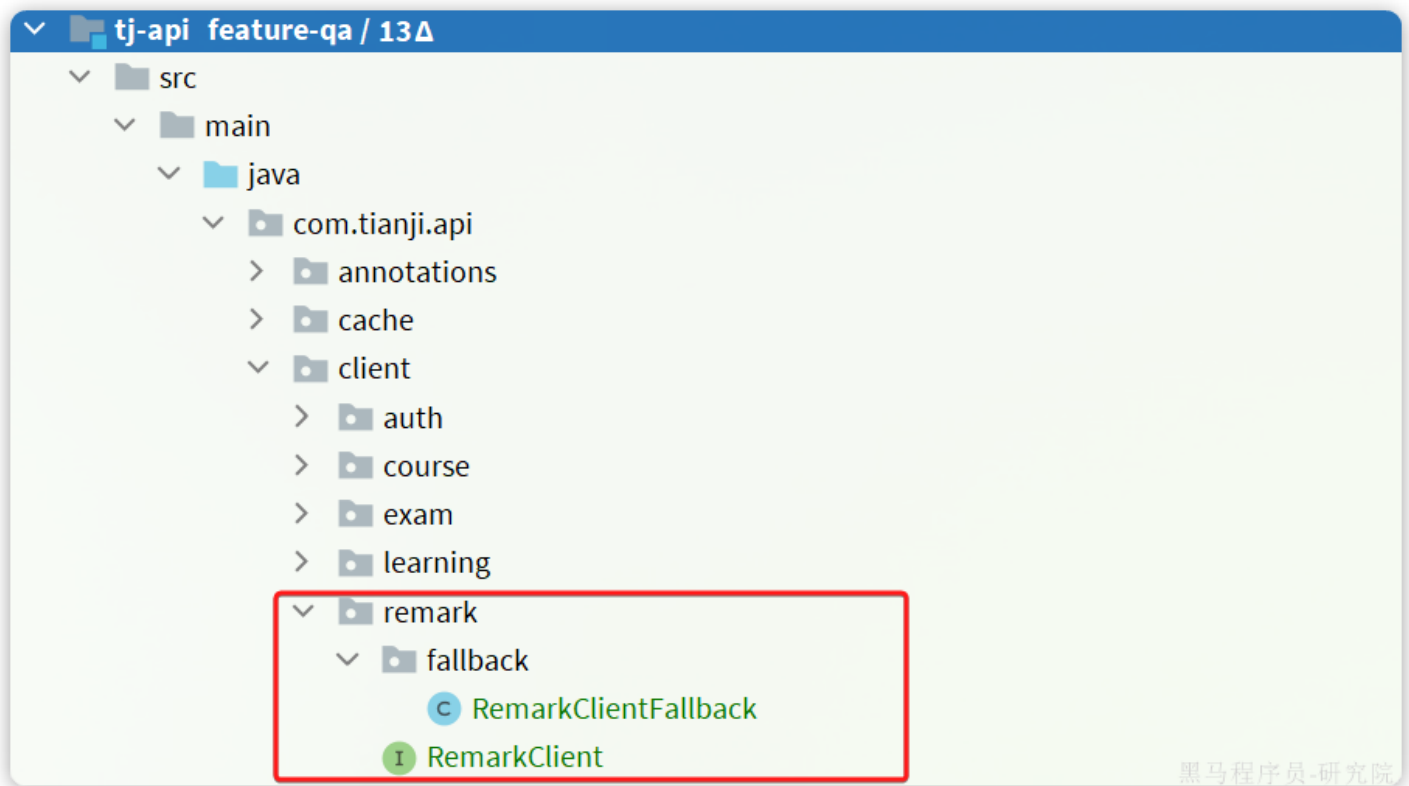 tj-api feature-qa / 13Δ
src
main
java
com.tianji.api
annotations
cache
client
auth
course
exam
learning
remark
fallback
C RemarkClientFallback
I RemarkClient
黑马程序员-研究院